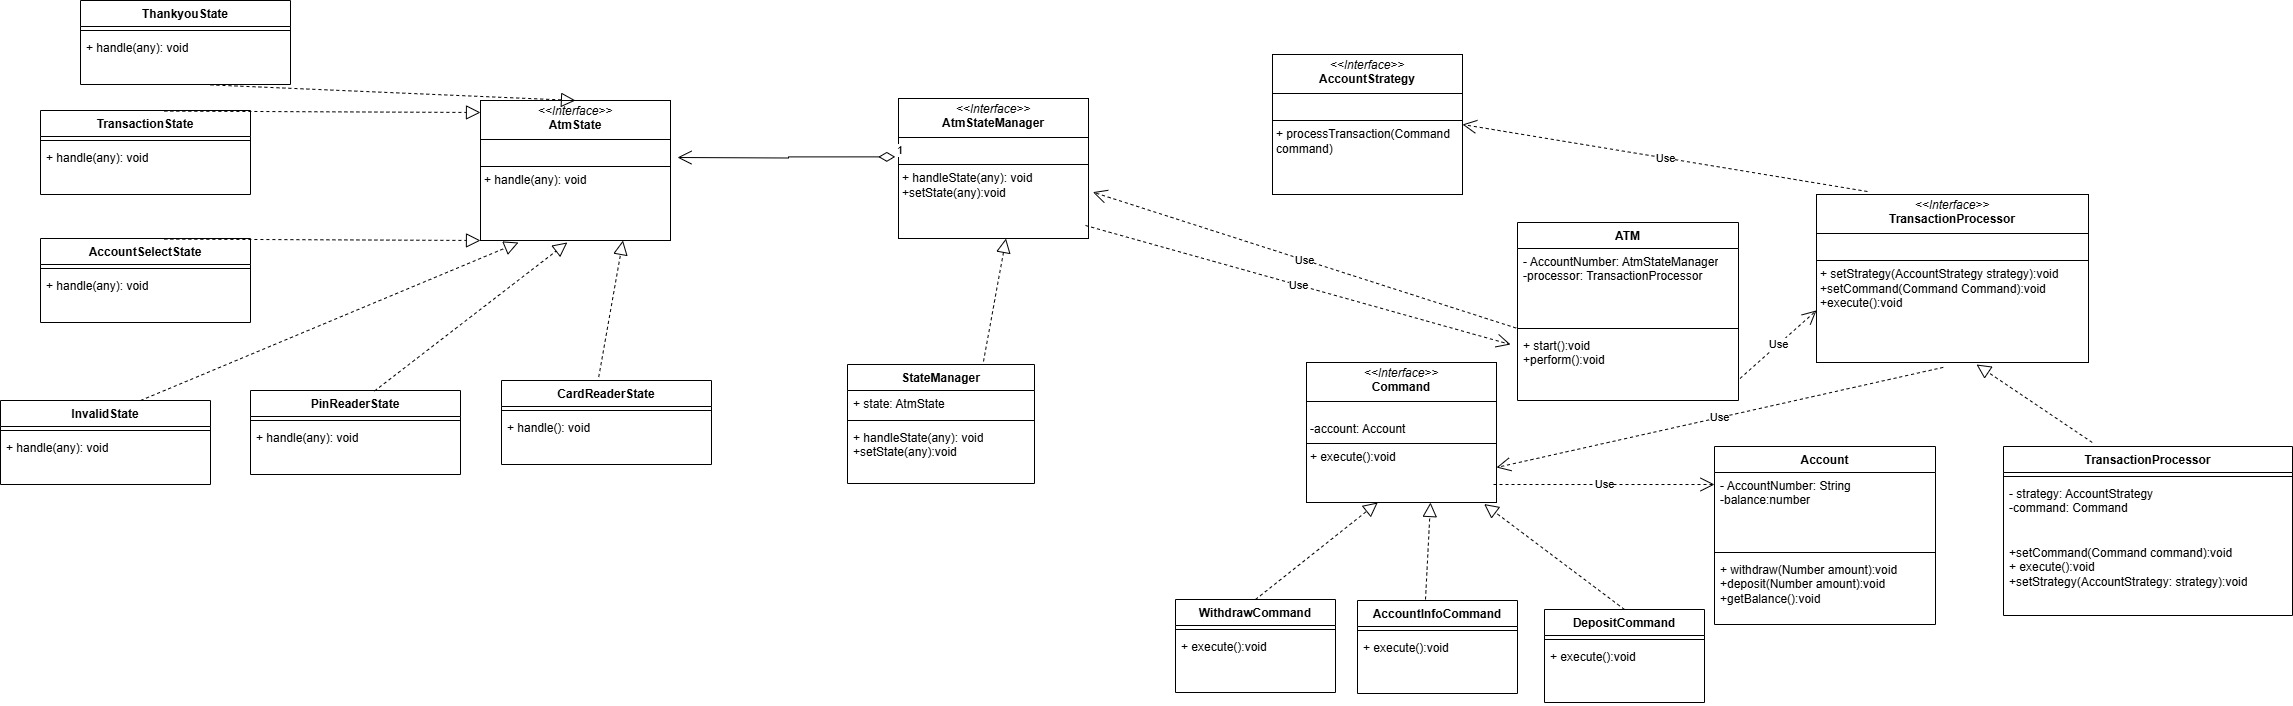 ThankyouState
+ handle(any): void
TransactionState
+ handle(any): void
AccountSelectState
+ handle(any): void
InvalidState
+ handle(any): void
PinReaderState
+ handle(any): void
CardReaderState
+ handle(): void
<<Interface>>
AtmState
+ handle(any): void
<<Interface>>
AtmStateManager
+ handleState(any): void
+setState(any):void
1
StateManager
+ state: AtmState
+ handleState(any): void
+setState(any):void
Use
Use
<<Interface>>
AccountStrategy
+ processTransaction(Command
command)
Use
ATM
- AccountNumber: AtmStateManager
-processor: TransactionProcessor
+ start():void
+perform():void
Use
<<Interface>>
TransactionProcessor
+ setStrategy(AccountStrategy strategy):void
+setCommand(Command Command):void
+execute():void
<<Interface>>
Command
-account: Account
+ execute():void
Use
Use
Account
- AccountNumber: String
-balance:number
+ withdraw(Number amount):void
+deposit(Number amount):void
+getBalance():void
TransactionProcessor
- strategy: AccountStrategy
-command: Command
+setCommand(Command command):void
+ execute():void
+setStrategy(AccountStrategy: strategy):void
WithdrawCommand
+ execute():void
AccountInfoCommand
+ execute():void
DepositCommand
+ execute():void